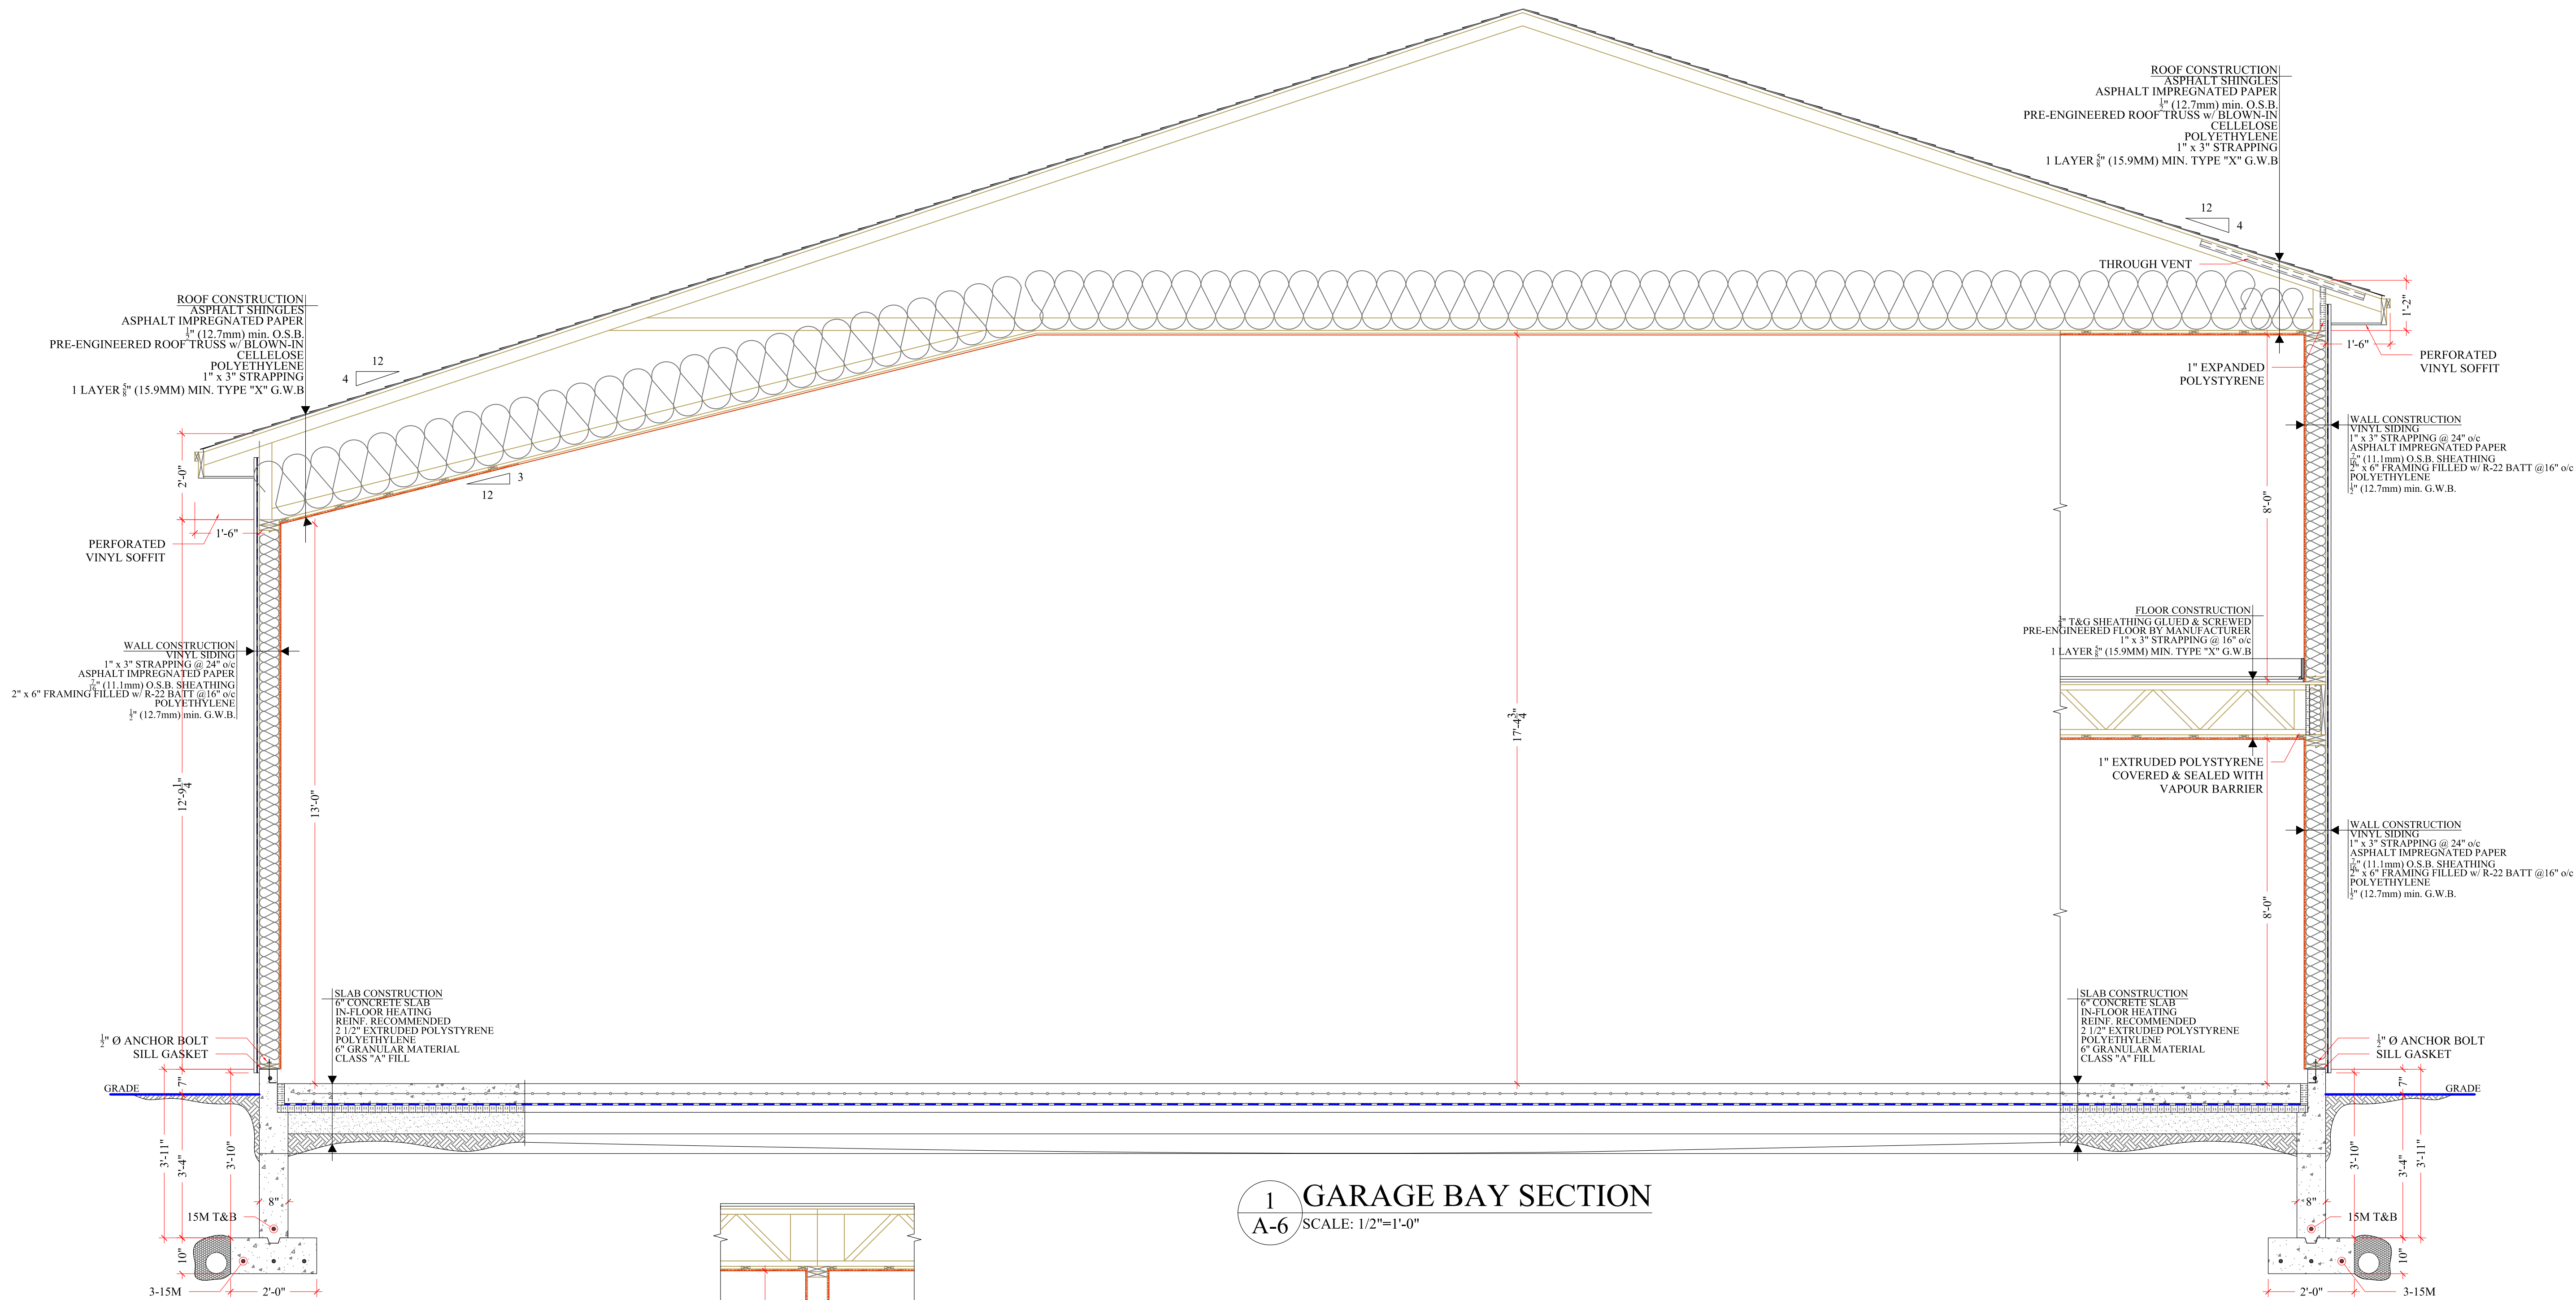 ROOF CONSTRUCTION
ASPHALT SHINGLES
ASPHALT IMPREGNATED PAPER
1/2" (12.7mm) min. O.S.B.
PRE-ENGINEERED ROOF TRUSS w/ BLOWN-IN
CELLELOSE
POLYETHYLENE
1" x 3" STRAPPING
1 LAYER 5/8" (15.9MM) MIN. TYPE "X" G.W.B
12
4
THROUGH VENT
1'-2"
1'-6"
PERFORATED
VINYL SOFFIT
1" EXPANDED
POLYSTYRENE
ROOF CONSTRUCTION
ASPHALT SHINGLES
ASPHALT IMPREGNATED PAPER
1/2" (12.7mm) min. O.S.B.
PRE-ENGINEERED ROOF TRUSS w/ BLOWN-IN
CELLELOSE
POLYETHYLENE
1" x 3" STRAPPING
1 LAYER 5/8" (15.9MM) MIN. TYPE "X" G.W.B
12
4
3
12
2'-0"
1'-6"
PERFORATED
VINYL SOFFIT
WALL CONSTRUCTION
VINYL SIDING
1" x 3" STRAPPING @ 24" o/c
ASPHALT IMPREGNATED PAPER
7/16" (11.1mm) O.S.B. SHEATHING
2" x 6" FRAMING FILLED w/ R-22 BATT @16" o/c
POLYETHYLENE
1/2" (12.7mm) min. G.W.B.
8'-0"
FLOOR CONSTRUCTION
" T&G SHEATHING GLUED & SCREWED
PRE-ENGINEERED FLOOR BY MANUFACTURER
1" x 3" STRAPPING @ 16" o/c
1 LAYER 5/8" (15.9MM) MIN. TYPE "X" G.W.B
WALL CONSTRUCTION
VINYL SIDING
1" x 3" STRAPPING @ 24" o/c
ASPHALT IMPREGNATED PAPER
7/16" (11.1mm) O.S.B. SHEATHING
2" x 6" FRAMING FILLED w/ R-22 BATT @16" o/c
POLYETHYLENE
1/2" (12.7mm) min. G.W.B.
12'-9 1/4"
13'-0"
17'-4 3/4"
1" EXTRUDED POLYSTYRENE
COVERED & SEALED WITH
VAPOUR BARRIER
WALL CONSTRUCTION
VINYL SIDING
1" x 3" STRAPPING @ 24" o/c
ASPHALT IMPREGNATED PAPER
7/16" (11.1mm) O.S.B. SHEATHING
2" x 6" FRAMING FILLED w/ R-22 BATT @16" o/c
POLYETHYLENE
1/2" (12.7mm) min. G.W.B.
8'-0"
SLAB CONSTRUCTION
6" CONCRETE SLAB
IN-FLOOR HEATING
REINF. RECOMMENDED
2 1/2" EXTRUDED POLYSTYRENE
POLYETHYLENE
6" GRANULAR MATERIAL
CLASS "A" FILL
SLAB CONSTRUCTION
6" CONCRETE SLAB
IN-FLOOR HEATING
REINF. RECOMMENDED
2 1/2" EXTRUDED POLYSTYRENE
POLYETHYLENE
6" GRANULAR MATERIAL
CLASS "A" FILL
1/2" Ø ANCHOR BOLT
SILL GASKET
GRADE
7"
3'-11"
3'-4"
3'-10"
8"
15M T&B
10"
3-15M
2'-0"
1/2" Ø ANCHOR BOLT
SILL GASKET
GRADE
7"
3'-10"
3'-4"
3'-11"
8"
15M T&B
10"
2'-0"
3-15M
1
A-6
GARAGE BAY SECTION
SCALE: 1/2"=1'-0"